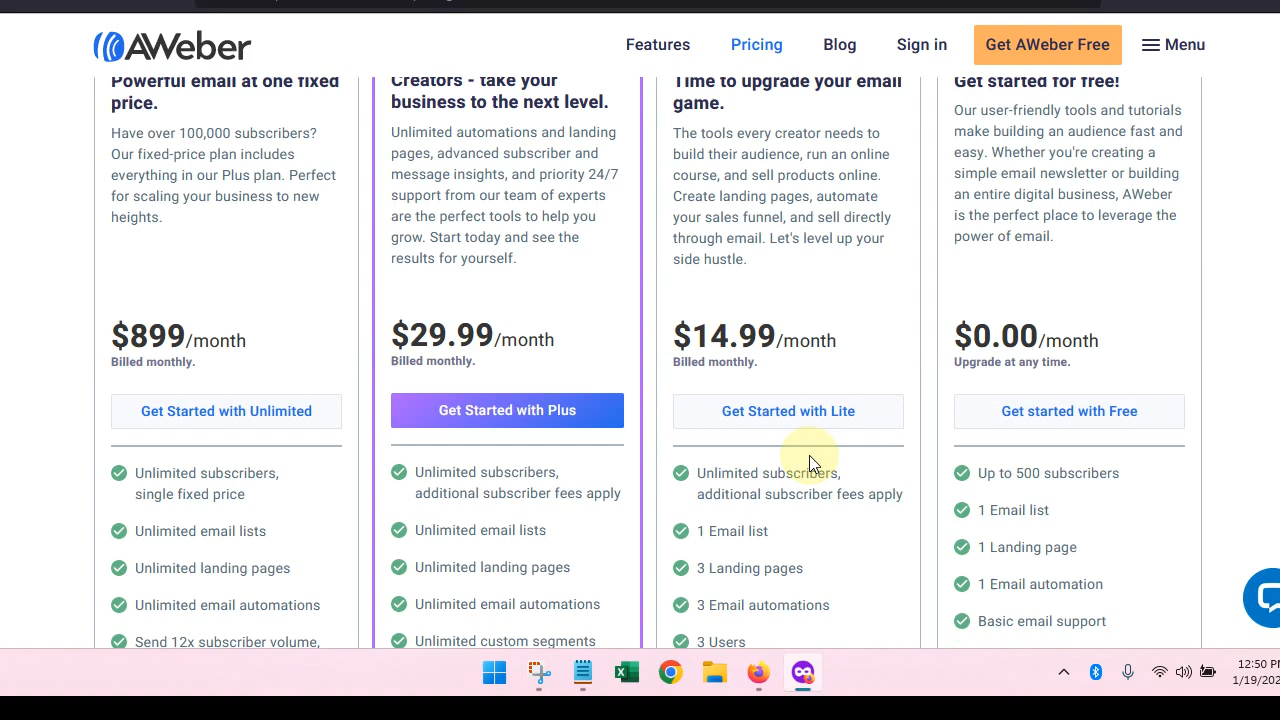 AWeber
Features
Pricing
Blog
Sign in
Get AWeber Free
Menu
Powerful email at one fixed
price.
Have over 100,000 subscribers?
Our fixed-price plan includes
everything in our Plus plan. Perfect
for scaling your business to new
heights.
$899/month
Billed monthly.
Get Started with Unlimited
Unlimited subscribers,
single fixed price
Unlimited email lists
Unlimited landing pages
Unlimited email automations
Send 12x subscriber volume,
Creators - take your
business to the next level.
Unlimited automations and landing
pages, advanced subscriber and
message insights, and priority 24/7
support from our team of experts
are the perfect tools to help you
grow. Start today and see the
results for yourself.
$29.99/month
Billed monthly.
Get Started with Plus
Unlimited subscribers,
additional subscriber fees apply
Unlimited email lists
Unlimited landing pages
Unlimited email automations
Unlimited custom segments
Time to upgrade your email
game.
The tools every creator needs to
build their audience, run an online
course, and sell products online.
Create landing pages, automate
your sales funnel, and sell directly
through email. Let's level up your
side hustle.
$14.99/month
Billed monthly.
Get Started with Lite
Unlimited subscribers,
additional subscriber fees apply
1 Email list
3 Landing pages
3 Email automations
3 Users
Get started for free!
Our user-friendly tools and tutorials
make building an audience fast and
easy. Whether you're creating a
simple email newsletter or building
an entire digital business, AWeber
is the perfect place to leverage the
power of email.
$0.00/month
Upgrade at any time.
Get started with Free
Up to 500 subscribers
1 Email list
1 Landing page
1 Email automation
Basic email support
12:50
1/19/202